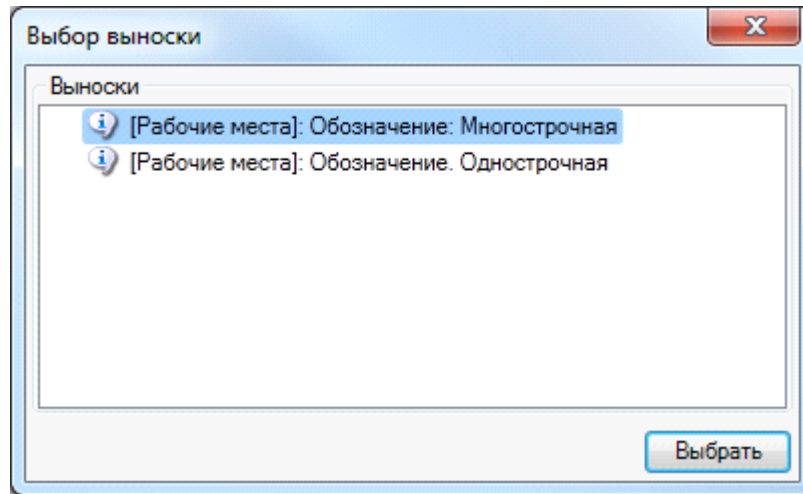 Выбор выноски
Выноски
[Рабочие места]: Обозначение: Многострочная
[Рабочие места]: Обозначение. Однострочная
Выбрать